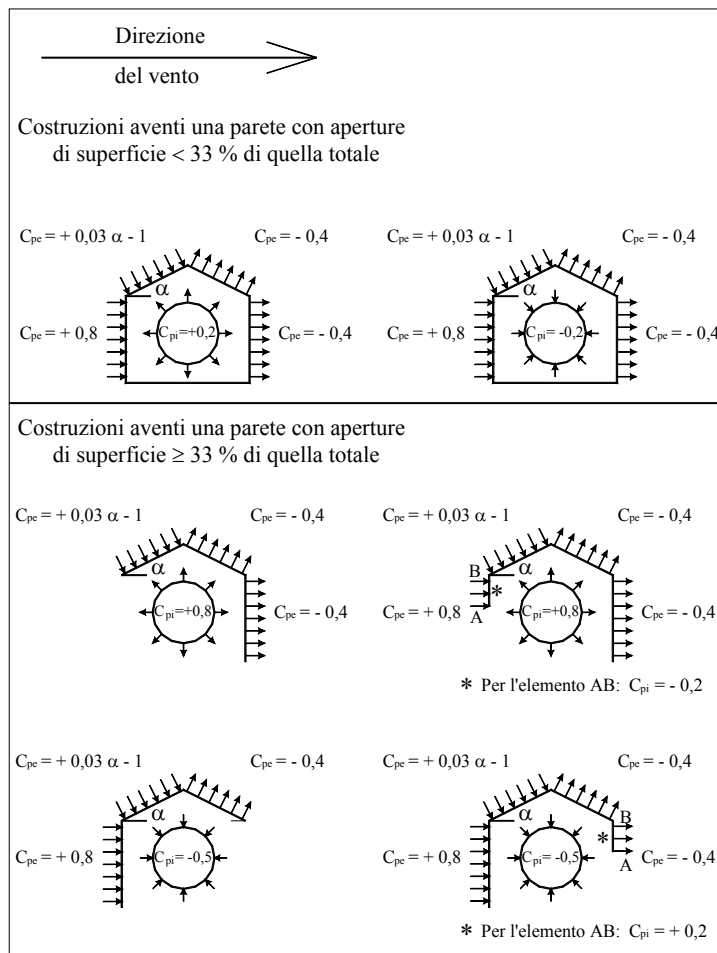 Direzione
del vento
Costruzioni aventi una parete con aperture
di superficie < 33 % di quella totale
Cpe = + 0,03 α - 1
Cpe = - 0,4
Cpe = + 0,03 α - 1
Cpe = - 0,4
α
α
Cpe = + 0,8
Cpi=+0,2
Cpe = - 0,4
Cpe = + 0,8
Cpi= -0,2
Cpe = - 0,4
Costruzioni aventi una parete con aperture
di superficie ≥ 33 % di quella totale
Cpe = + 0,03 α - 1
Cpe = - 0,4
Cpe = + 0,03 α - 1
Cpe = - 0,4
α
B
α
*
Cpi=+0,8
Cpe = - 0,4
Cpe = + 0,8
A
Cpi=+0,8
Cpe = - 0,4
* Per l'elemento AB: Cpi = - 0,2
Cpe = + 0,03 α - 1
Cpe = - 0,4
Cpe = + 0,03 α - 1
Cpe = - 0,4
α
α
B
*
Cpe = + 0,8
Cpi= -0,5
Cpe = + 0,8
Cpi= -0,5
A
Cpe = - 0,4
* Per l'elemento AB: Cpi = + 0,2